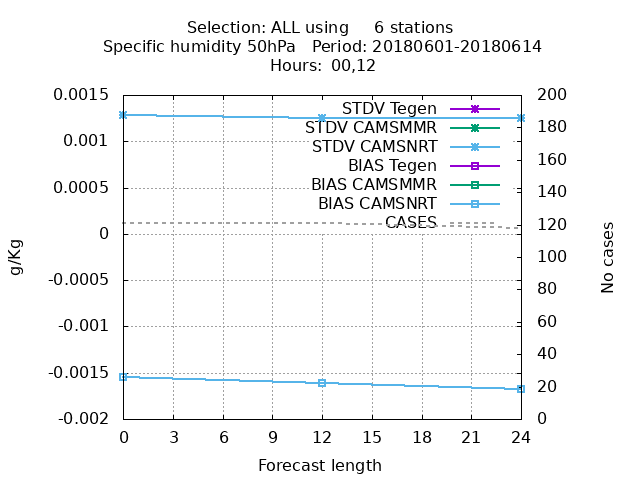 Selection: ALL using     6 stations
Specific humidity 50hPa   Period: 20180601-20180614
Hours:  00,12
0.0015
0.001
0.0005
0
-0.0005
-0.001
-0.0015
-0.002
g/Kg
STDV Tegen
STDV CAMSMMR
STDV CAMSNRT
BIAS Tegen
BIAS CAMSMMR
BIAS CAMSNRT
CASES
200
180
160
140
120
100
80
60
40
20
0
No cases
0 3 6 9 12 15 18 21 24
Forecast length